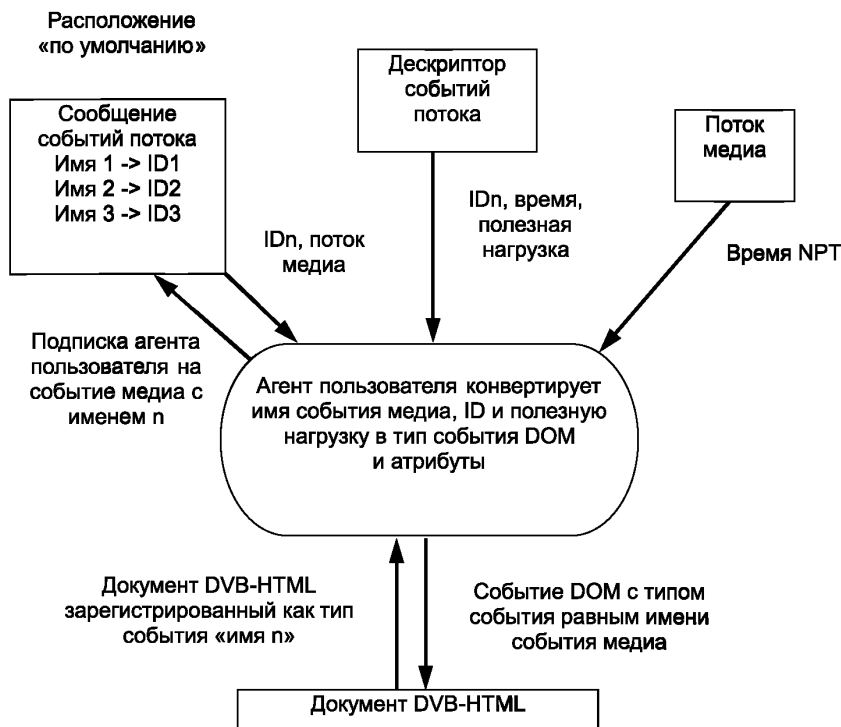 Расположение
«по умолчанию»
Сообщение
событий потока
Имя 1 -> ID1
Имя 2 -> ID2
Имя 3 -> ID3
Дескриптор
событий
потока
Поток
медиа
IDn, поток
медиа
IDn, время,
полезная
нагрузка
Время NPT
Подписка агента
пользователя на
событие медиа с
именем n
Агент пользователя конвертирует
имя события медиа, ID и полезную
нагрузку в тип события DOM
и атрибуты
Документ DVB-HTML
зарегистрированный как тип
события «имя n»
Событие DOM с типом
события равным имени
события медиа
Документ DVB-HTML